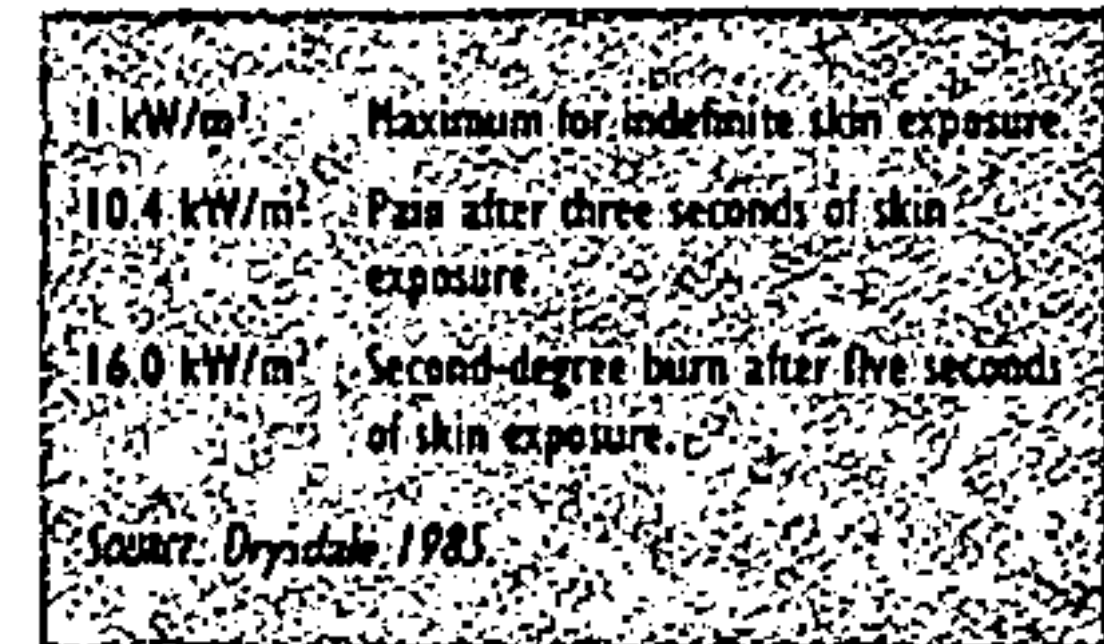 1 kW/m² Maximum for indefinite skin exposure.
10.4 kW/m² Pain after three seconds of skin
exposure.
16.0 kW/m² Second-degree burn after five seconds
of skin exposure.
Source: Drysdale 1985